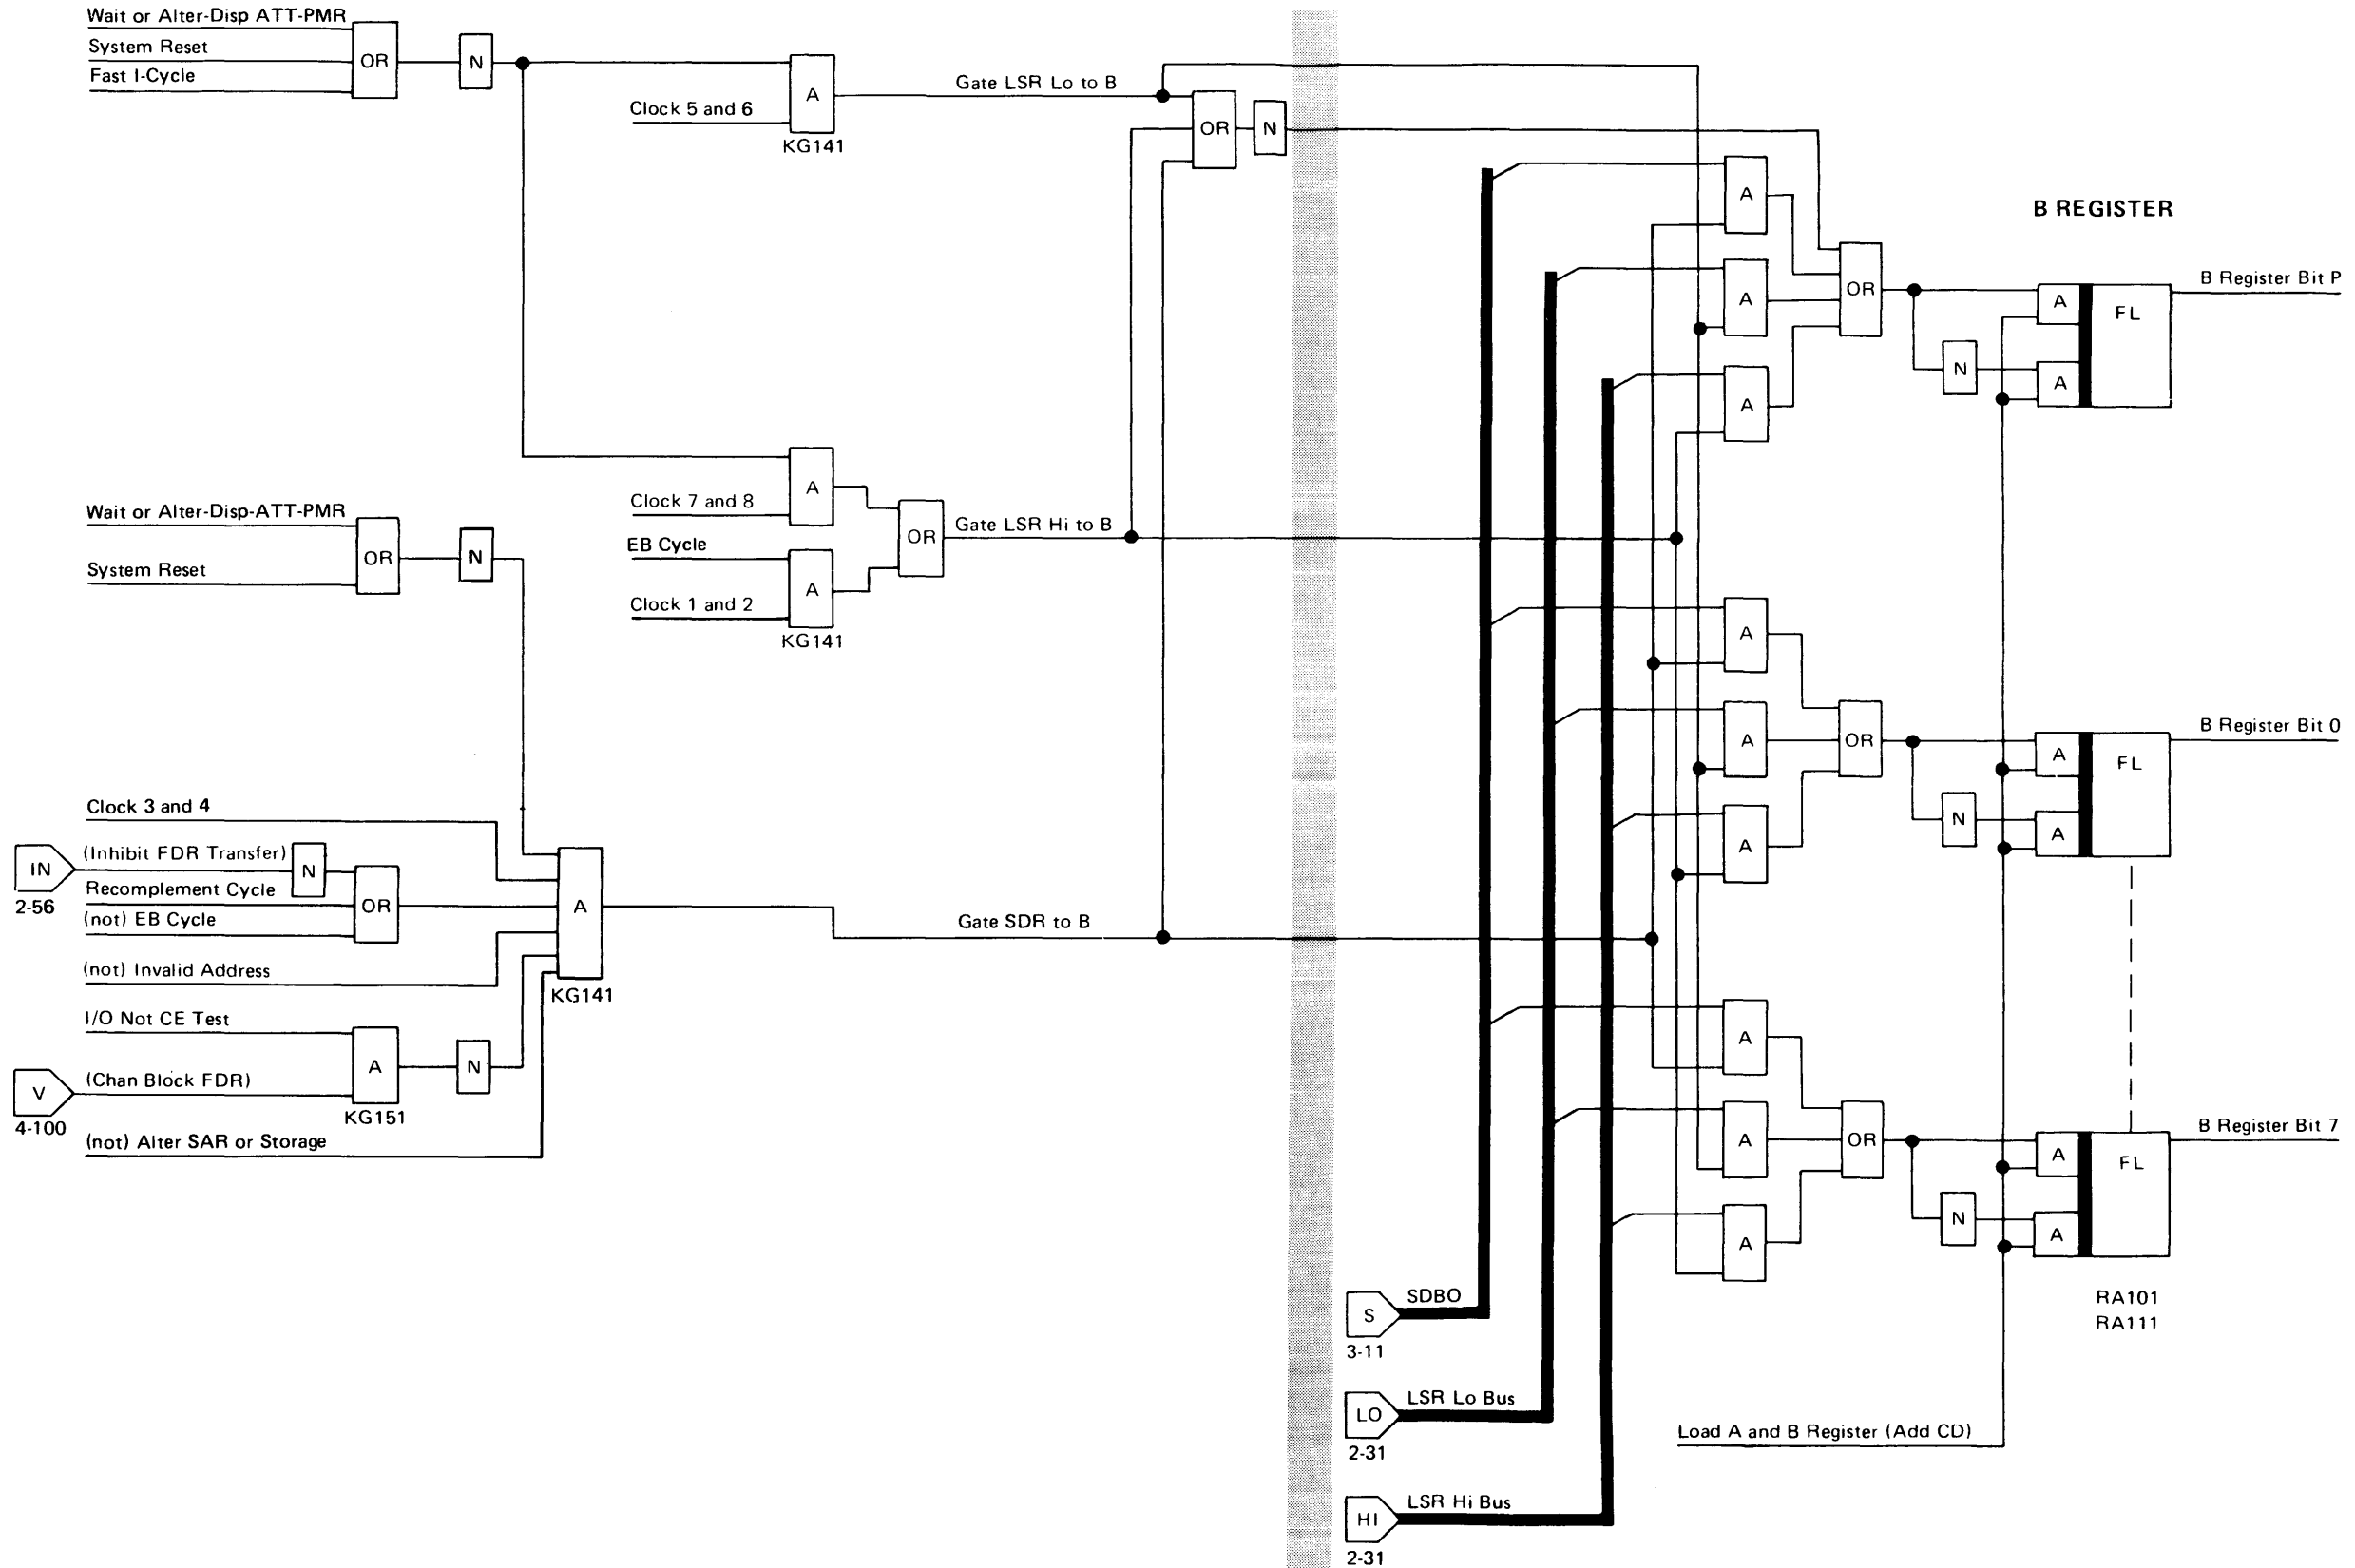 Wait or Alter-Disp ATT-PMR
System Reset
Fast I-Cycle
OR
N
Clock 5 and 6
A
KG141
Gate LSR Lo to B
OR
N
A
A
A
OR
B REGISTER
N
A
A
FL
B Register Bit P
Wait or Alter-Disp-ATT-PMR
System Reset
OR
N
Clock 7 and 8
A
EB Cycle
Clock 1 and 2
A
KG141
OR
Gate LSR Hi to B
A
A
A
OR
N
A
A
FL
B Register Bit 0
Clock 3 and 4
IN
2-56
(Inhibit FDR Transfer)
N
Recomplement Cycle
(not) EB Cycle
OR
(not) Invalid Address
A
KG141
Gate SDR to B
I/O Not CE Test
V
4-100
(Chan Block FDR)
A
KG151
N
(not) Alter SAR or Storage
A
A
A
OR
N
A
A
FL
B Register Bit 7
RA101
RA111
S
SDBO
3-11
LO
LSR Lo Bus
2-31
HI
LSR Hi Bus
2-31
Load A and B Register (Add CD)